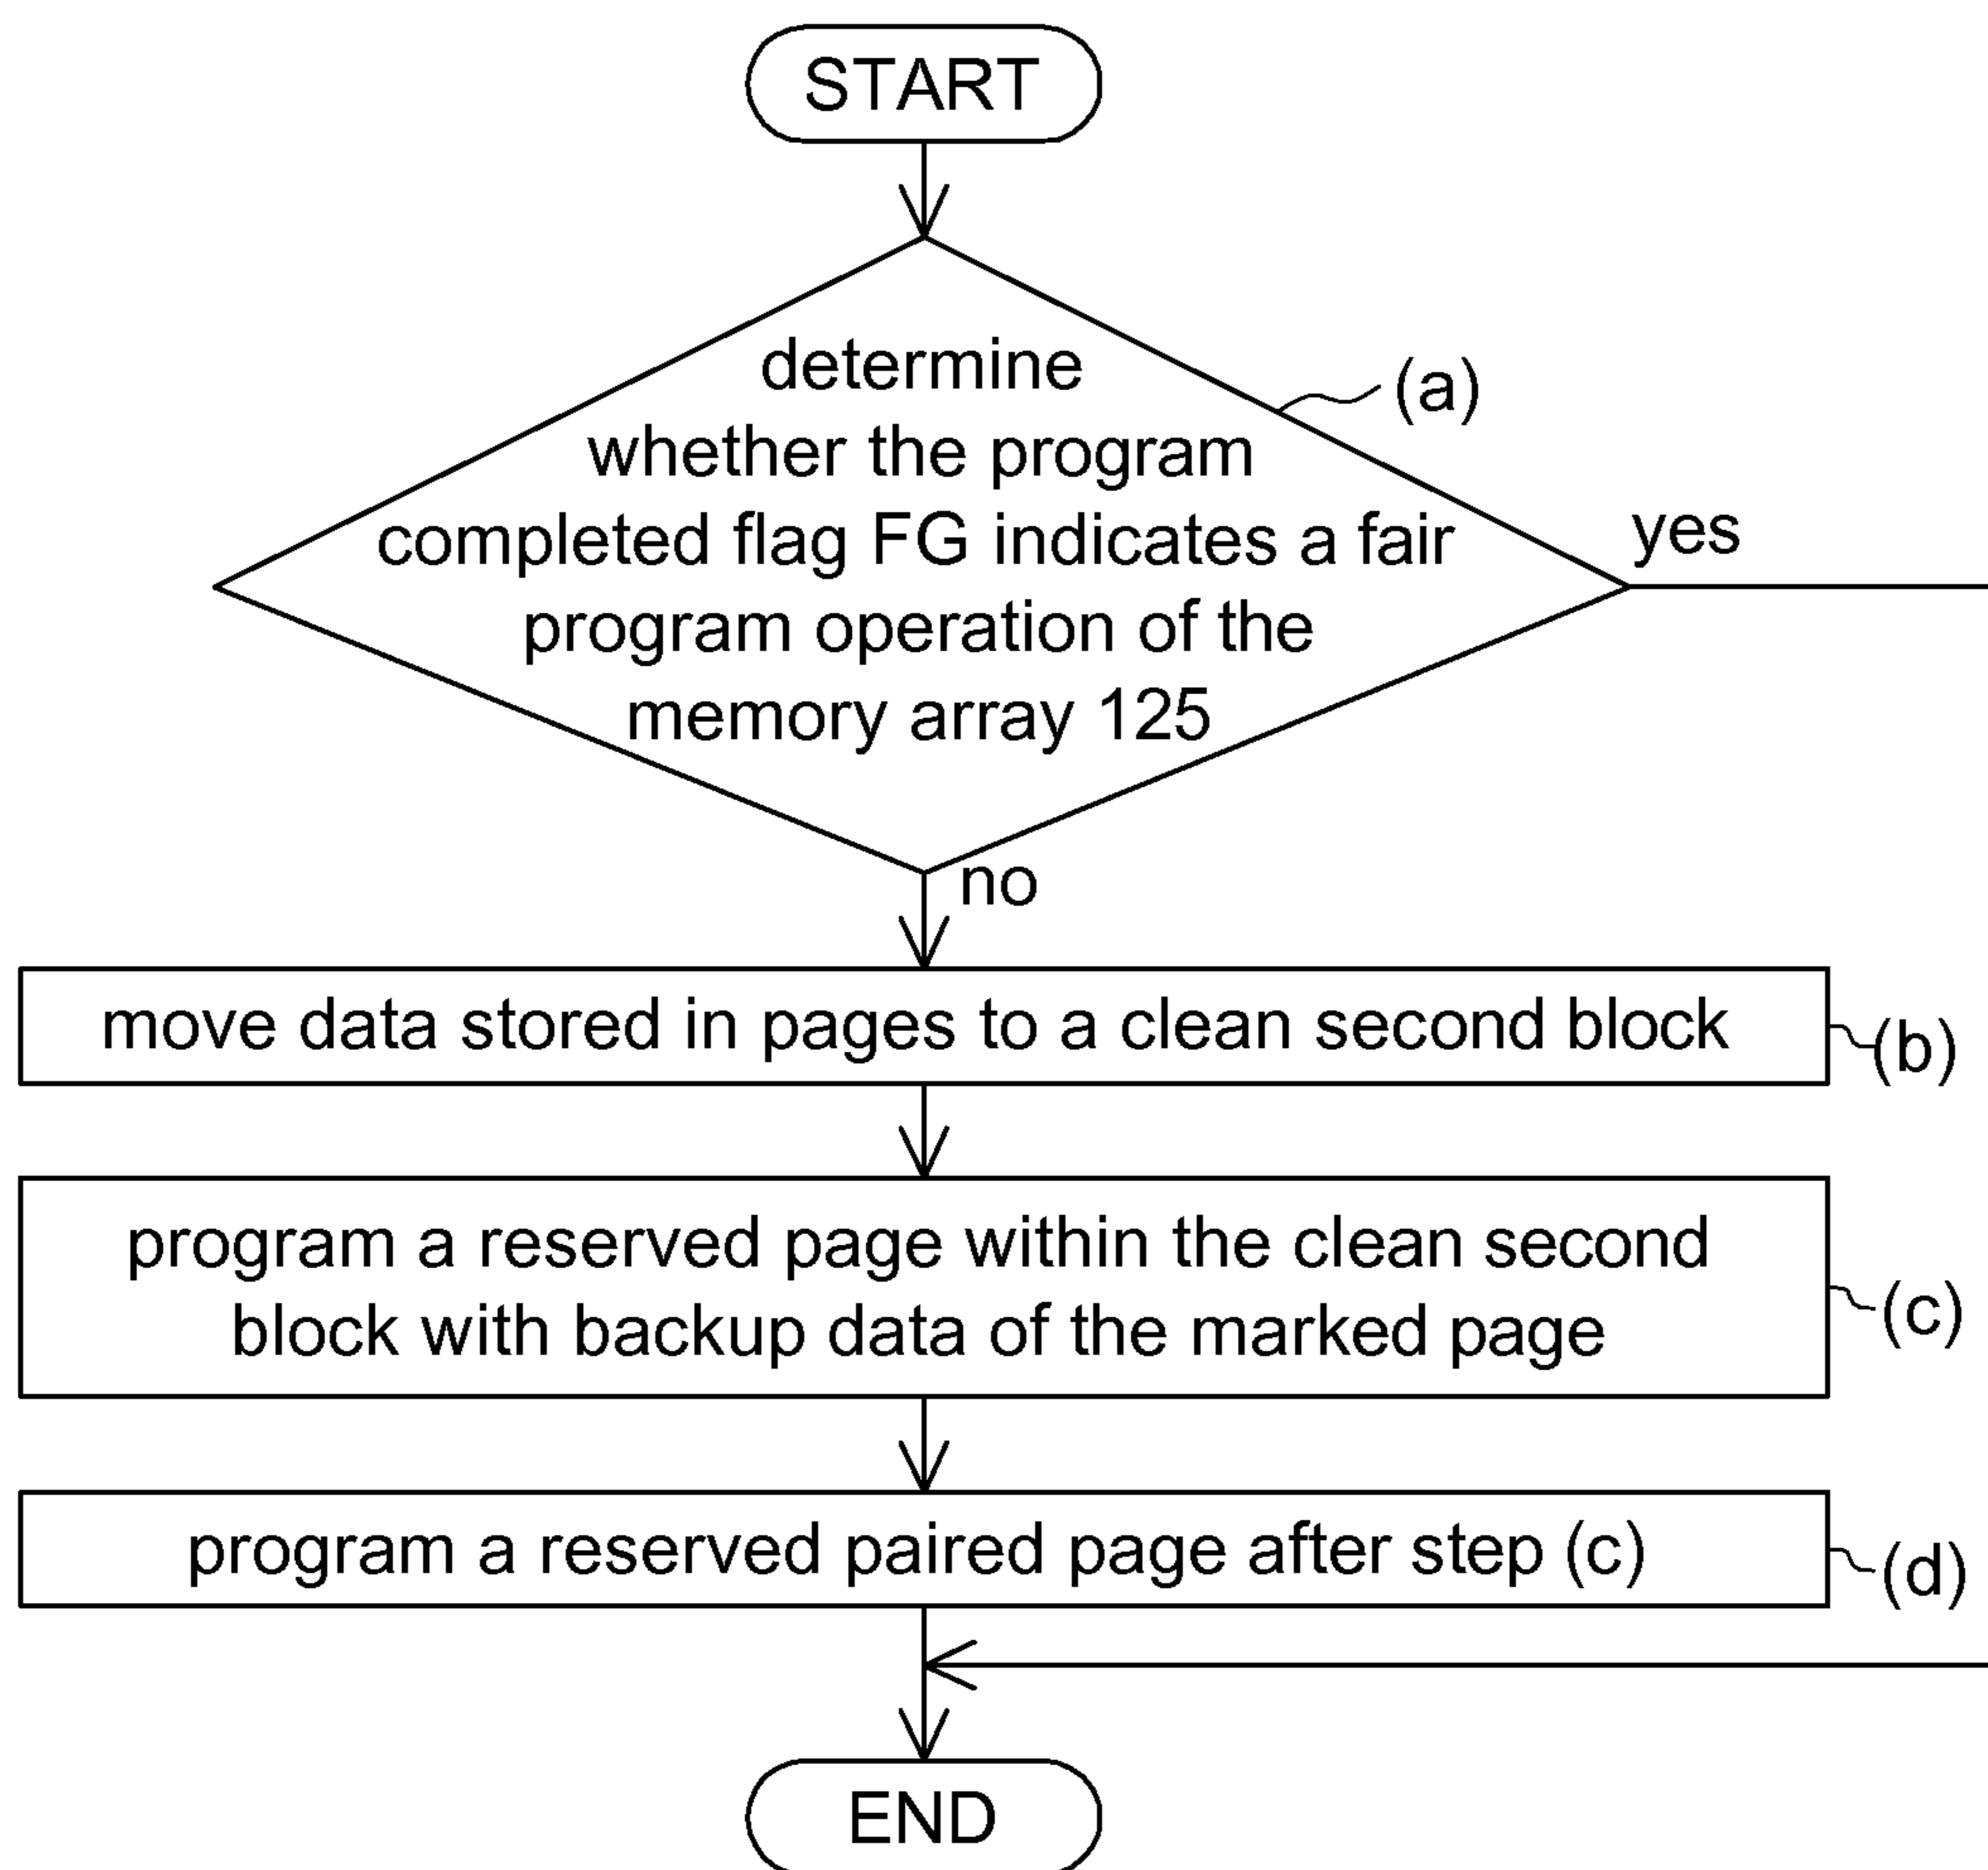 START
determine
whether the program
completed flag FG indicates a fair
program operation of the
memory array 125
(a)
yes
no
move data stored in pages to a clean second block
(b)
program a reserved page within the clean second
block with backup data of the marked page
(c)
program a reserved paired page after step (c)
(d)
END